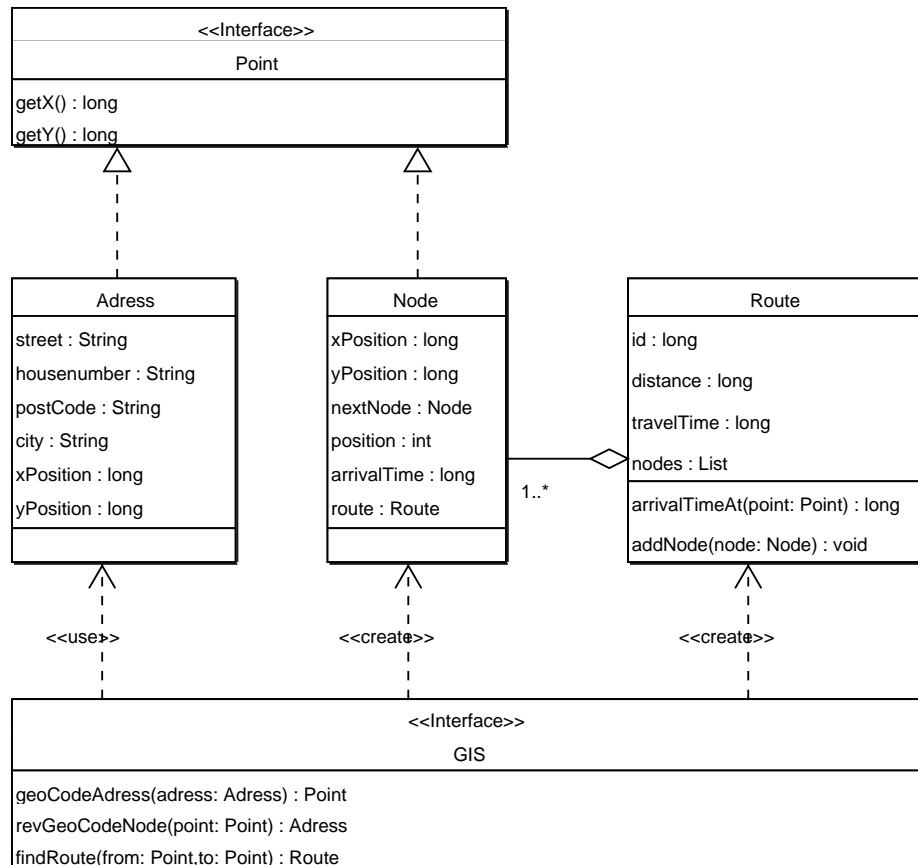 <<Interface>>
Point
getX() : long
getY() : long
Adress
street : String
housenumber : String
postCode : String
city : String
xPosition : long
yPosition : long
Node
xPosition : long
yPosition : long
nextNode : Node
position : int
arrivalTime : long
route : Route
1..*
Route
id : long
distance : long
travelTime : long
nodes : List
arrivalTimeAt(point: Point) : long
addNode(node: Node) : void
<<use>>
<<create>>
<<create>>
<<Interface>>
GIS
geoCodeAdress(adress: Adress) : Point
revGeoCodeNode(point: Point) : Adress
findRoute(from: Point,to: Point) : Route